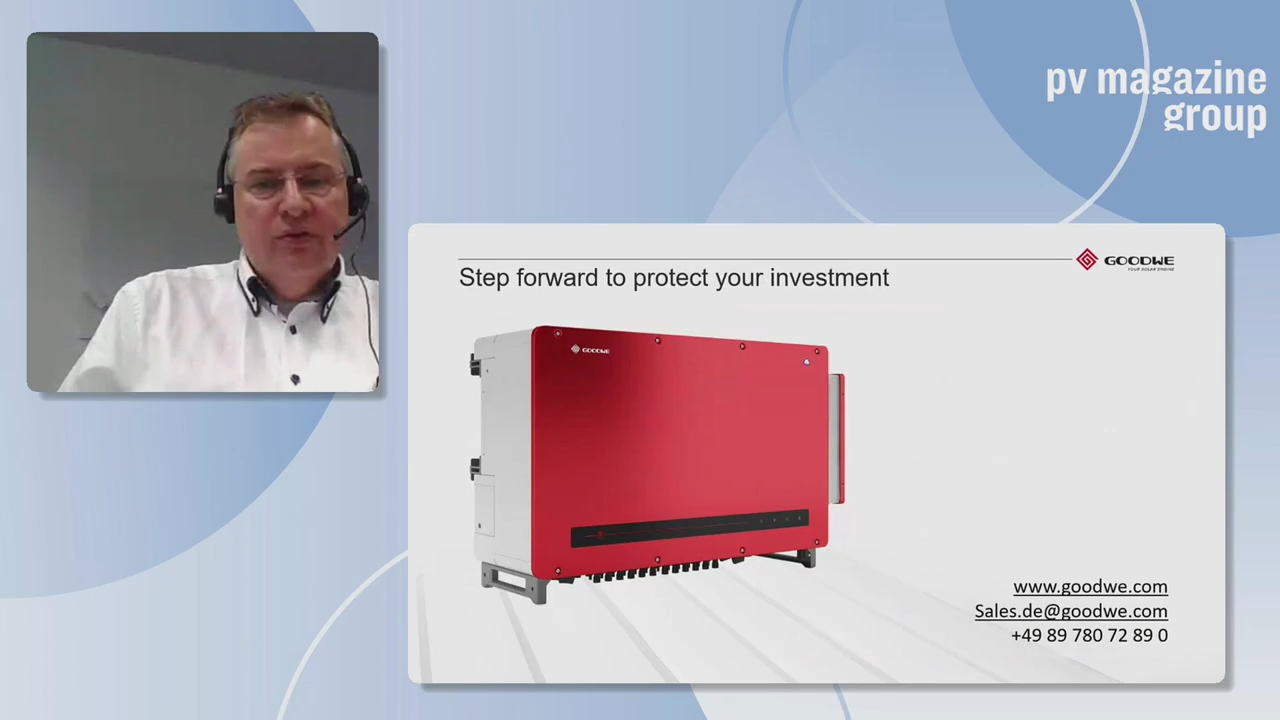 pv magazine
group
GOODWE
YOUR SOLAR ENGINE
Step forward to protect your investment
GOODWE
www.goodwe.com
Sales.de@goodwe.com
+49 89 780 72 89 0